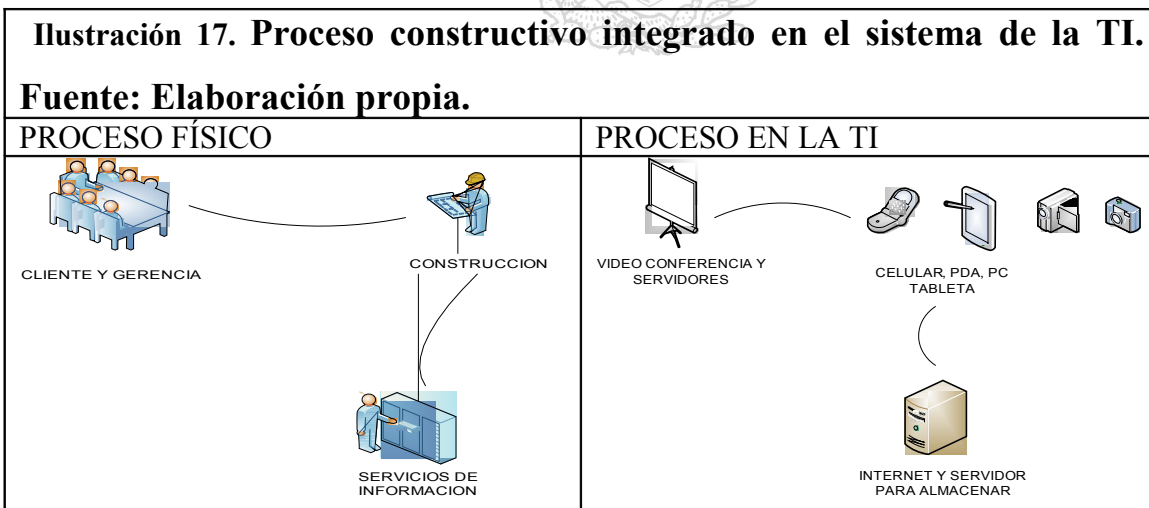 Ilustración 17. Proceso constructivo integrado en el sistema de la TI.
Fuente: Elaboración propia.
PROCESO FÍSICO
PROCESO EN LA TI
CLIENTE Y GERENCIA
CONSTRUCCION
SERVICIOS DE
INFORMACION
VIDEO CONFERENCIA Y
SERVIDORES
CELULAR, PDA, PC
TABLETA
INTERNET Y SERVIDOR
PARA ALMACENAR